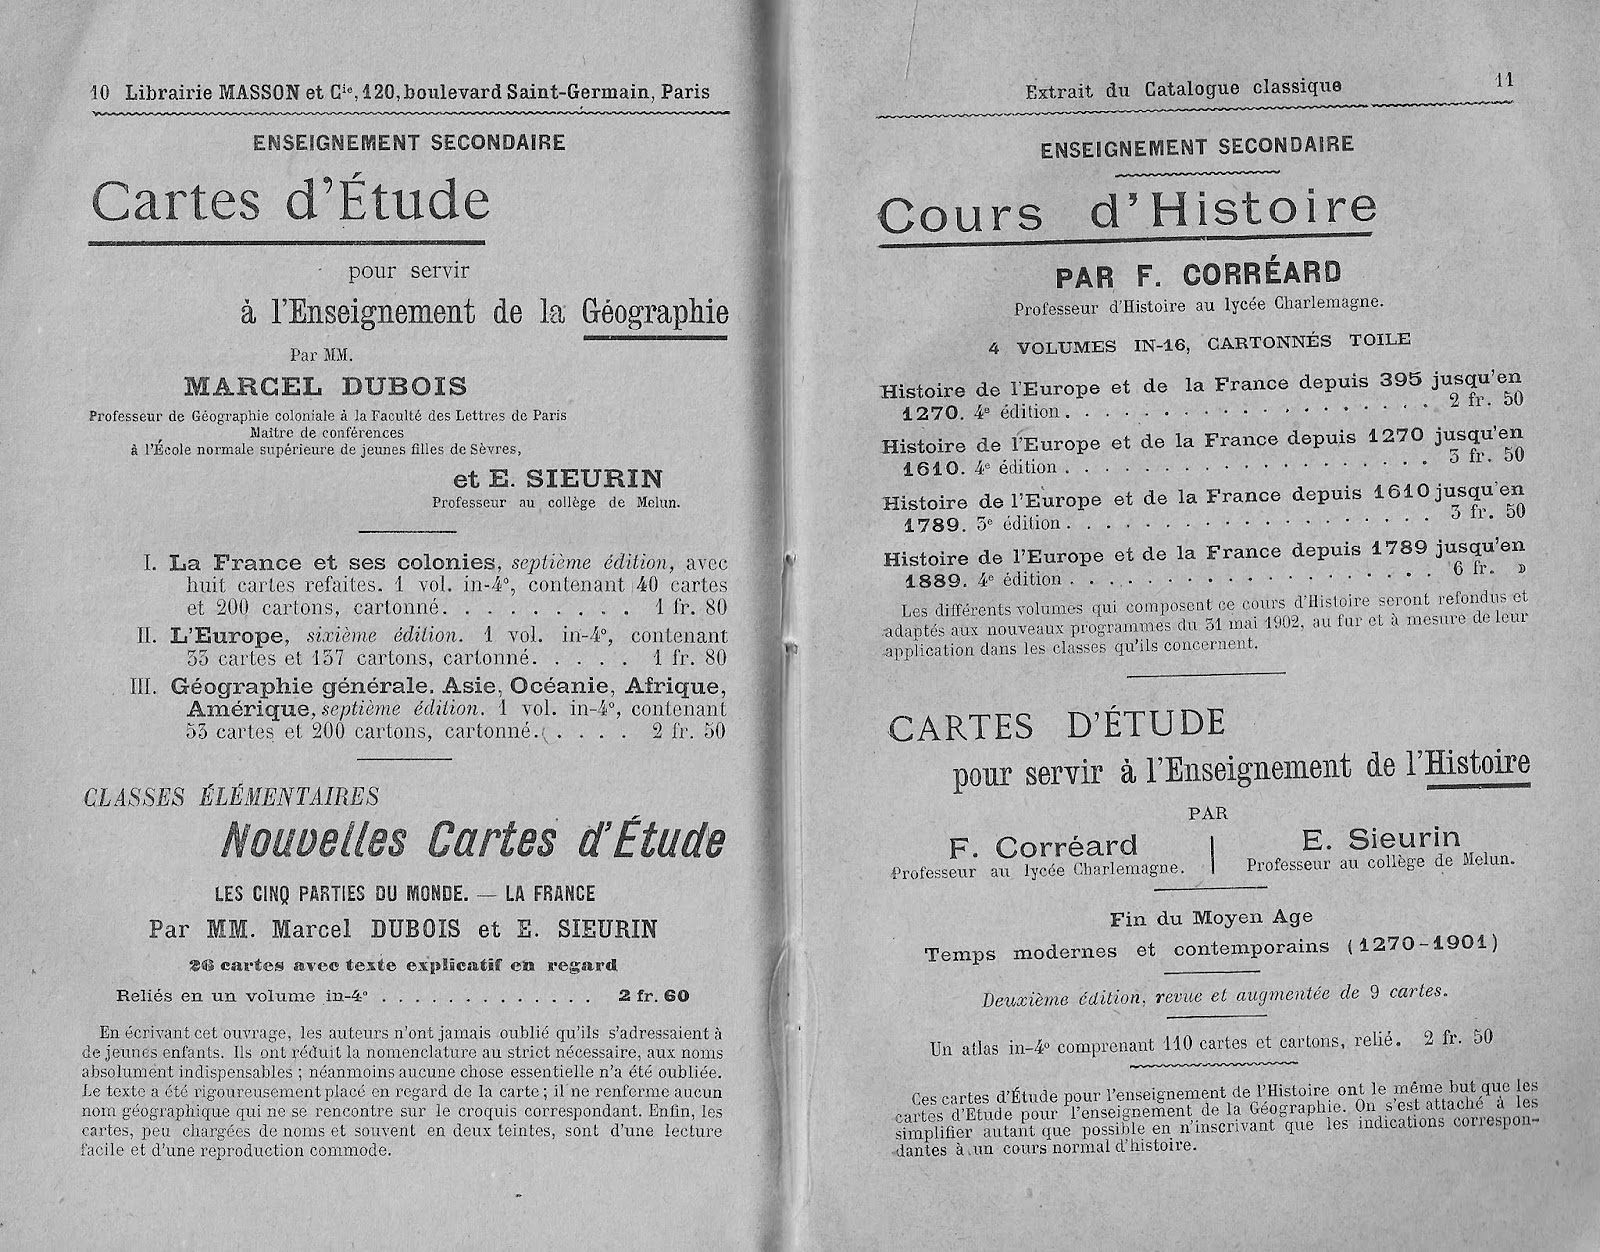 10 Librairie MASSON et Cie, 120, boulevard Saint-Germain, Paris
ENSEIGNEMENT SECONDAIRE
Cartes d'Étude
pour servir
à l'Enseignement de la Géographie
Par MM.
MARCEL DUBOIS
Professeur de Géographie coloniale à la Faculté des Lettres de Paris
Maître de conférences
à l'École normale supérieure de jeunes filles de Sèvres,
et E. SIEURIN
Professeur au collège de Melun.
I. La France et ses colonies, septième édition, avec
huit cartes refaites. 1 vol. in-4°, contenant 40 cartes
et 200 cartons, cartonné. . . . . . . . . . 1 fr. 80
II. L'Europe, sixième édition. 1 vol. in-4°, contenant
33 cartes et 137 cartons, cartonné. . . . . . 1 fr. 80
III. Géographie générale. Asie, Océanie, Afrique,
Amérique, septième édition. 1 vol. in-4°, contenant
53 cartes et 200 cartons, cartonné. . . . . . 2 fr. 50
CLASSES ÉLÉMENTAIRES
Nouvelles Cartes d'Étude
LES CINQ PARTIES DU MONDE. — LA FRANCE
Par MM. Marcel DUBOIS et E. SIEURIN
26 cartes avec texte explicatif en regard
Reliés en un volume in-4° . . . . . . . . . . . . . 2 fr. 60
En écrivant cet ouvrage, les auteurs n'ont jamais oublié qu'ils s'adressaient à
de jeunes enfants. Ils ont réduit la nomenclature au strict nécessaire, aux noms
absolument indispensables ; néanmoins aucune chose essentielle n'a été oubliée.
Le texte a été rigoureusement placé en regard de la carte ; il ne renferme aucun
nom géographique qui ne se rencontre sur le croquis correspondant. Enfin, les
cartes, peu chargées de noms et souvent en deux teintes, sont d'une lecture
facile et d'une reproduction commode.
Extrait du Catalogue classique 11
ENSEIGNEMENT SECONDAIRE
Cours d'Histoire
PAR F. CORRÉARD
Professeur d'Histoire au lycée Charlemagne.
4 VOLUMES IN-16, CARTONNÉS TOILE
Histoire de l'Europe et de la France depuis 395 jusqu'en
1270. 4e édition. . . . . . . . . . . . . . . . . . . . 2 fr. 50
Histoire de l'Europe et de la France depuis 1270 jusqu'en
1610. 4e édition . . . . . . . . . . . . . . . . . . . 3 fr. 50
Histoire de l'Europe et de la France depuis 1610 jusqu'en
1789. 3e édition. . . . . . . . . . . . . . . . . . . . 3 fr. 50
Histoire de l'Europe et de la France depuis 1789 jusqu'en
1889. 4e édition . . . . . . . . . . . . . . . . . . . 6 fr. »
Les différents volumes qui composent ce cours d'Histoire seront refondus et
adaptés aux nouveaux programmes du 31 mai 1902, au fur et à mesure de leur
application dans les classes qu'ils concernent.
CARTES D'ÉTUDE
pour servir à l'Enseignement de l'Histoire
PAR
F. Corréard | E. Sieurin
Professeur au lycée Charlemagne. | Professeur au collège de Melun.
Fin du Moyen Age
Temps modernes et contemporains (1270-1901)
Deuxième édition, revue et augmentée de 9 cartes.
Un atlas in-4° comprenant 110 cartes et cartons, relié. 2 fr. 50
Ces cartes d'Étude pour l'enseignement de l'Histoire ont le même but que les
cartes d'Etude pour l'enseignement de la Géographie. On s'est attaché à les
simplifier autant que possible en n'inscrivant que les indications correspon-
dantes à un cours normal d'histoire.